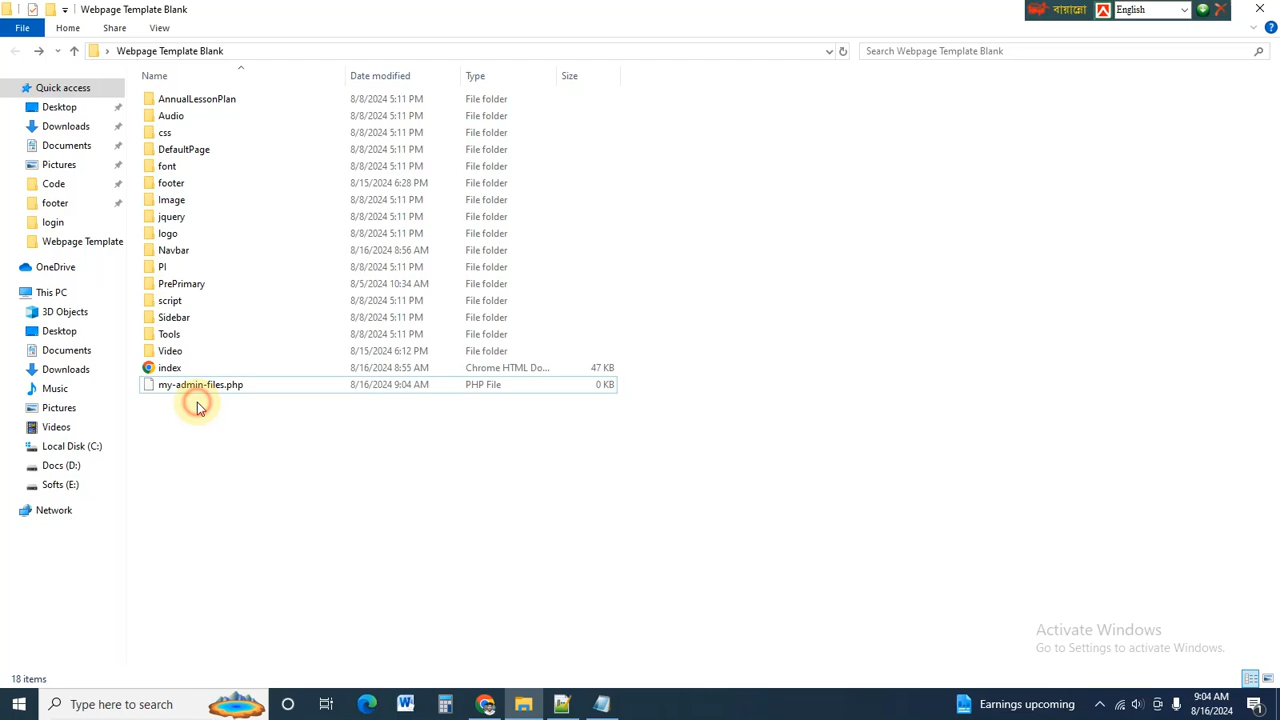 Webpage Template Blank
বায়ান্নো English
File Home Share View
Webpage Template Blank Search Webpage Template Blank
Name Date modified Type Size
Quick access
Desktop
Downloads
Documents
Pictures
Code
footer
login
Webpage Template
OneDrive
This PC
3D Objects
Desktop
Documents
Downloads
Music
Pictures
Videos
Local Disk (C:)
Docs (D:)
Softs (E:)
Network
AnnualLessonPlan 8/8/2024 5:11 PM File folder
Audio 8/8/2024 5:11 PM File folder
css 8/8/2024 5:11 PM File folder
DefaultPage 8/8/2024 5:11 PM File folder
font 8/8/2024 5:11 PM File folder
footer 8/15/2024 6:28 PM File folder
Image 8/8/2024 5:11 PM File folder
jquery 8/8/2024 5:11 PM File folder
logo 8/8/2024 5:11 PM File folder
Navbar 8/16/2024 8:56 AM File folder
PI 8/8/2024 5:11 PM File folder
PrePrimary 8/5/2024 10:34 AM File folder
script 8/8/2024 5:11 PM File folder
Sidebar 8/8/2024 5:11 PM File folder
Tools 8/8/2024 5:11 PM File folder
Video 8/15/2024 6:12 PM File folder
index 8/16/2024 8:55 AM Chrome HTML Do... 47 KB
my-admin-files.php 8/16/2024 9:04 AM PHP File 0 KB
Activate Windows
Go to Settings to activate Windows.
18 items
Type here to search
Earnings upcoming
9:04 AM
8/16/2024